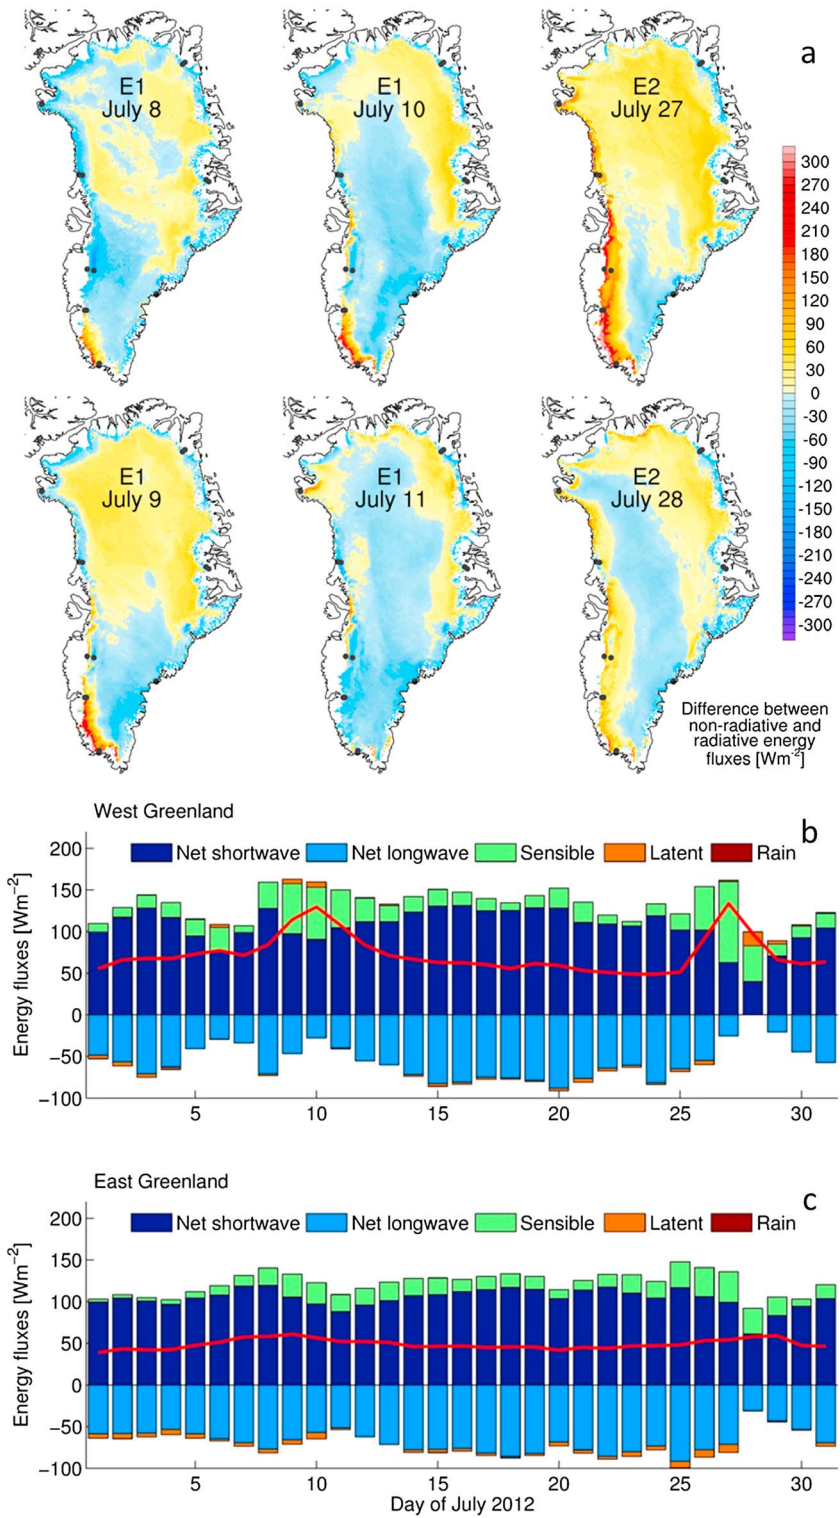 a
E1
July 8
E1
July 10
E2
July 27
300
270
240
210
180
150
120
90
60
30
0
-30
-60
-90
-120
-150
-180
-210
-240
-270
-300
E1
July 9
E1
July 11
E2
July 28
Difference between
non-radiative and
radiative energy
fluxes [Wm-2]
West Greenland
b
Net shortwave Net longwave Sensible Latent Rain
Energy fluxes [Wm−2]
200
150
100
50
0
−50
−100
5 10 15 20 25 30
East Greenland
c
Net shortwave Net longwave Sensible Latent Rain
Energy fluxes [Wm−2]
200
150
100
50
0
−50
−100
5 10 15 20 25 30
Day of July 2012